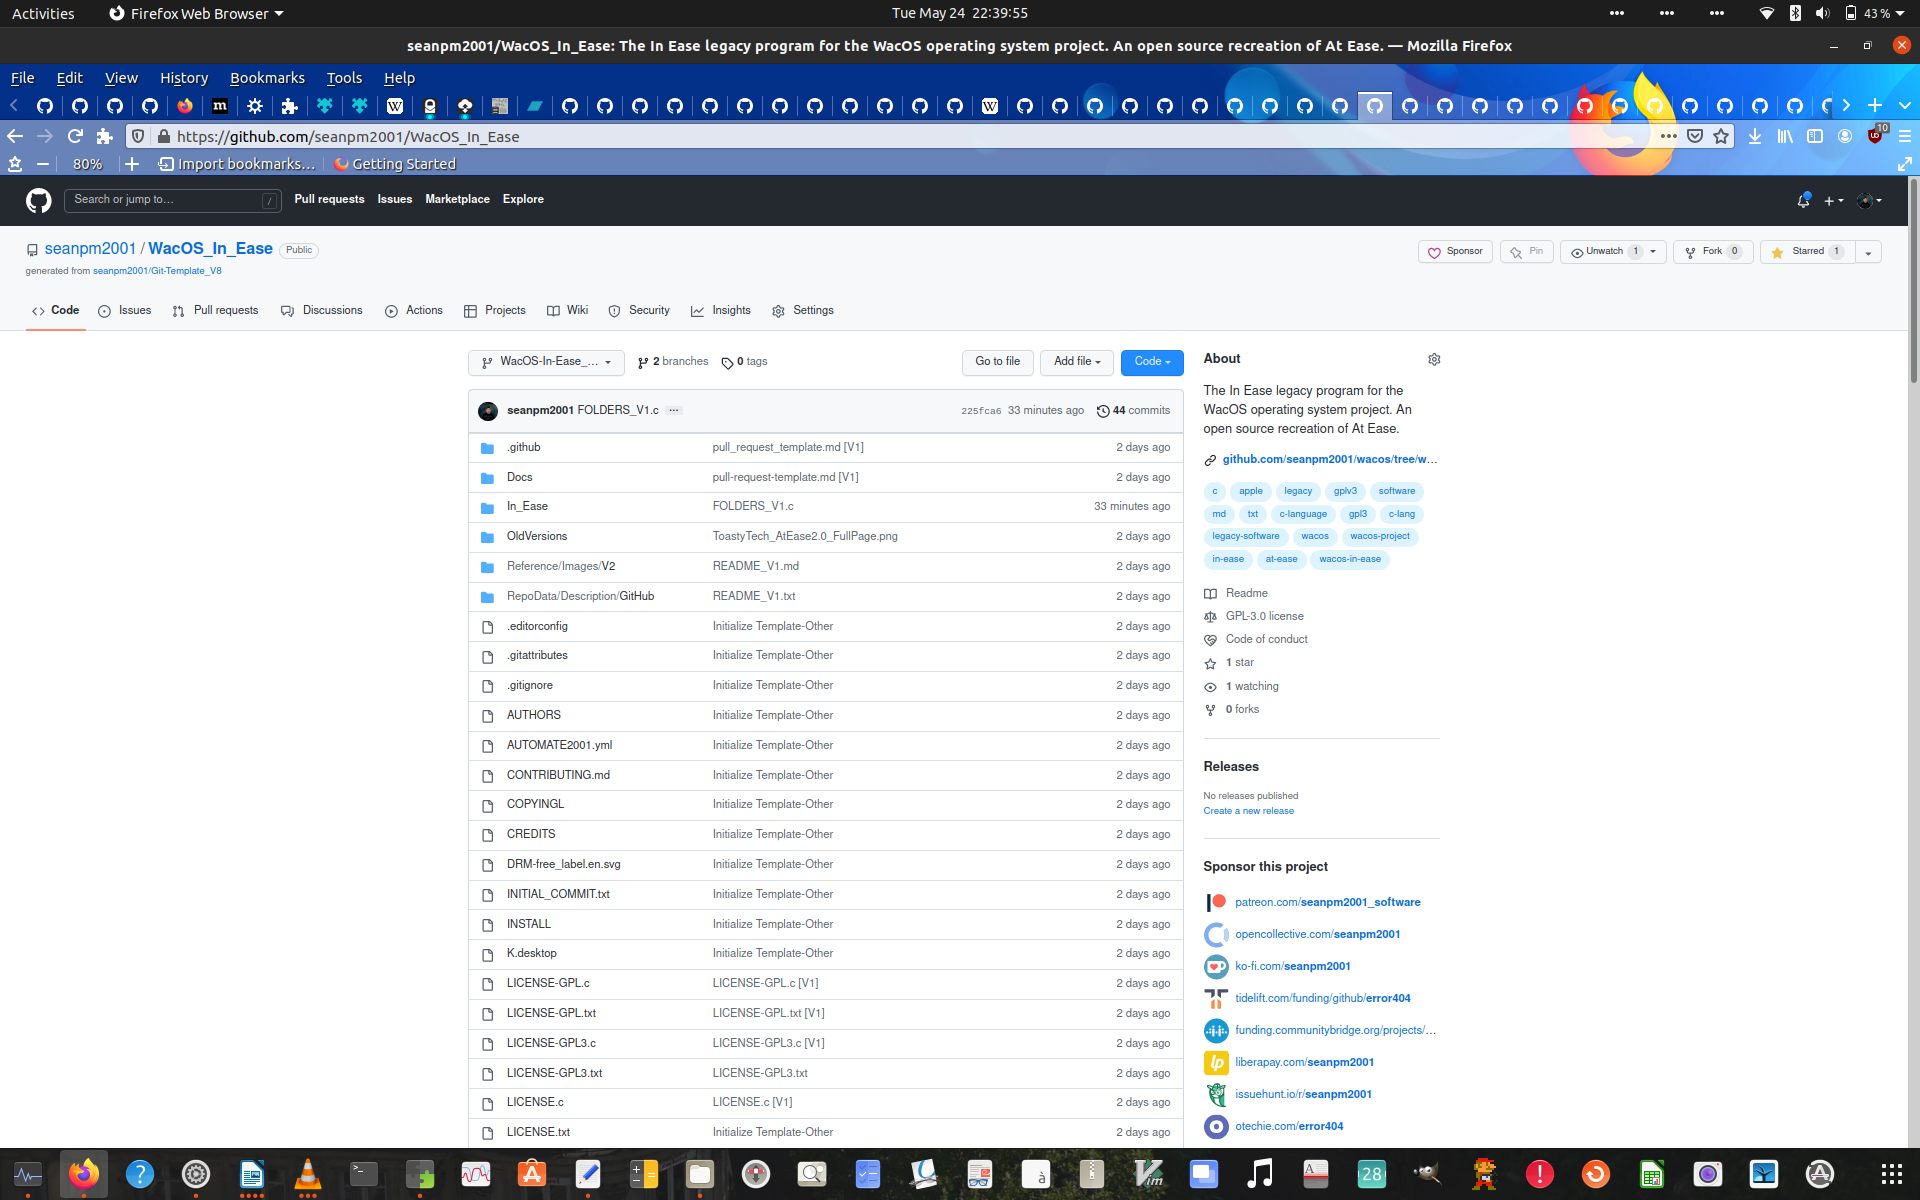 Activities Firefox Web Browser Tue May 24 22:39:55 43 %
seanpm2001/WacOS_In_Ease: The In Ease legacy program for the WacOS operating system project. An open source recreation of At Ease. — Mozilla Firefox
File Edit View History Bookmarks Tools Help
https://github.com/seanpm2001/WacOS_In_Ease 10
80% Import bookmarks... Getting Started
Search or jump to... / Pull requests Issues Marketplace Explore
seanpm2001 / WacOS_In_Ease Public Sponsor Pin Unwatch 1 Fork 0 Starred 1
generated from seanpm2001/Git-Template_V8
Code Issues Pull requests Discussions Actions Projects Wiki Security Insights Settings
WacOS-In-Ease_... 2 branches 0 tags Go to file Add file Code
seanpm2001 FOLDERS_V1.c ... 225fca6 33 minutes ago 44 commits
.github pull_request_template.md [V1] 2 days ago
Docs pull-request-template.md [V1] 2 days ago
In_Ease FOLDERS_V1.c 33 minutes ago
OldVersions ToastyTech_AtEase2.0_FullPage.png 2 days ago
Reference/Images/V2 README_V1.md 2 days ago
RepoData/Description/GitHub README_V1.txt 2 days ago
.editorconfig Initialize Template-Other 2 days ago
.gitattributes Initialize Template-Other 2 days ago
.gitignore Initialize Template-Other 2 days ago
AUTHORS Initialize Template-Other 2 days ago
AUTOMATE2001.yml Initialize Template-Other 2 days ago
CONTRIBUTING.md Initialize Template-Other 2 days ago
COPYINGL Initialize Template-Other 2 days ago
CREDITS Initialize Template-Other 2 days ago
DRM-free_label.en.svg Initialize Template-Other 2 days ago
INITIAL_COMMIT.txt Initialize Template-Other 2 days ago
INSTALL Initialize Template-Other 2 days ago
K.desktop Initialize Template-Other 2 days ago
LICENSE-GPL.c LICENSE-GPL.c [V1] 2 days ago
LICENSE-GPL.txt LICENSE-GPL.txt [V1] 2 days ago
LICENSE-GPL3.c LICENSE-GPL3.c [V1] 2 days ago
LICENSE-GPL3.txt LICENSE-GPL3.txt 2 days ago
LICENSE.c LICENSE.c [V1] 2 days ago
LICENSE.txt Initialize Template-Other 2 days ago
About
The In Ease legacy program for the
WacOS operating system project. An
open source recreation of At Ease.
github.com/seanpm2001/wacos/tree/w...
c apple legacy gplv3 software
md txt c-language gpl3 c-lang
legacy-software wacos wacos-project
in-ease at-ease wacos-in-ease
Readme
GPL-3.0 license
Code of conduct
1 star
1 watching
0 forks
Releases
No releases published
Create a new release
Sponsor this project
patreon.com/seanpm2001_software
opencollective.com/seanpm2001
ko-fi.com/seanpm2001
tidelift.com/funding/github/error404
funding.communitybridge.org/projects/...
liberapay.com/seanpm2001
issuehunt.io/r/seanpm2001
otechie.com/error404
28